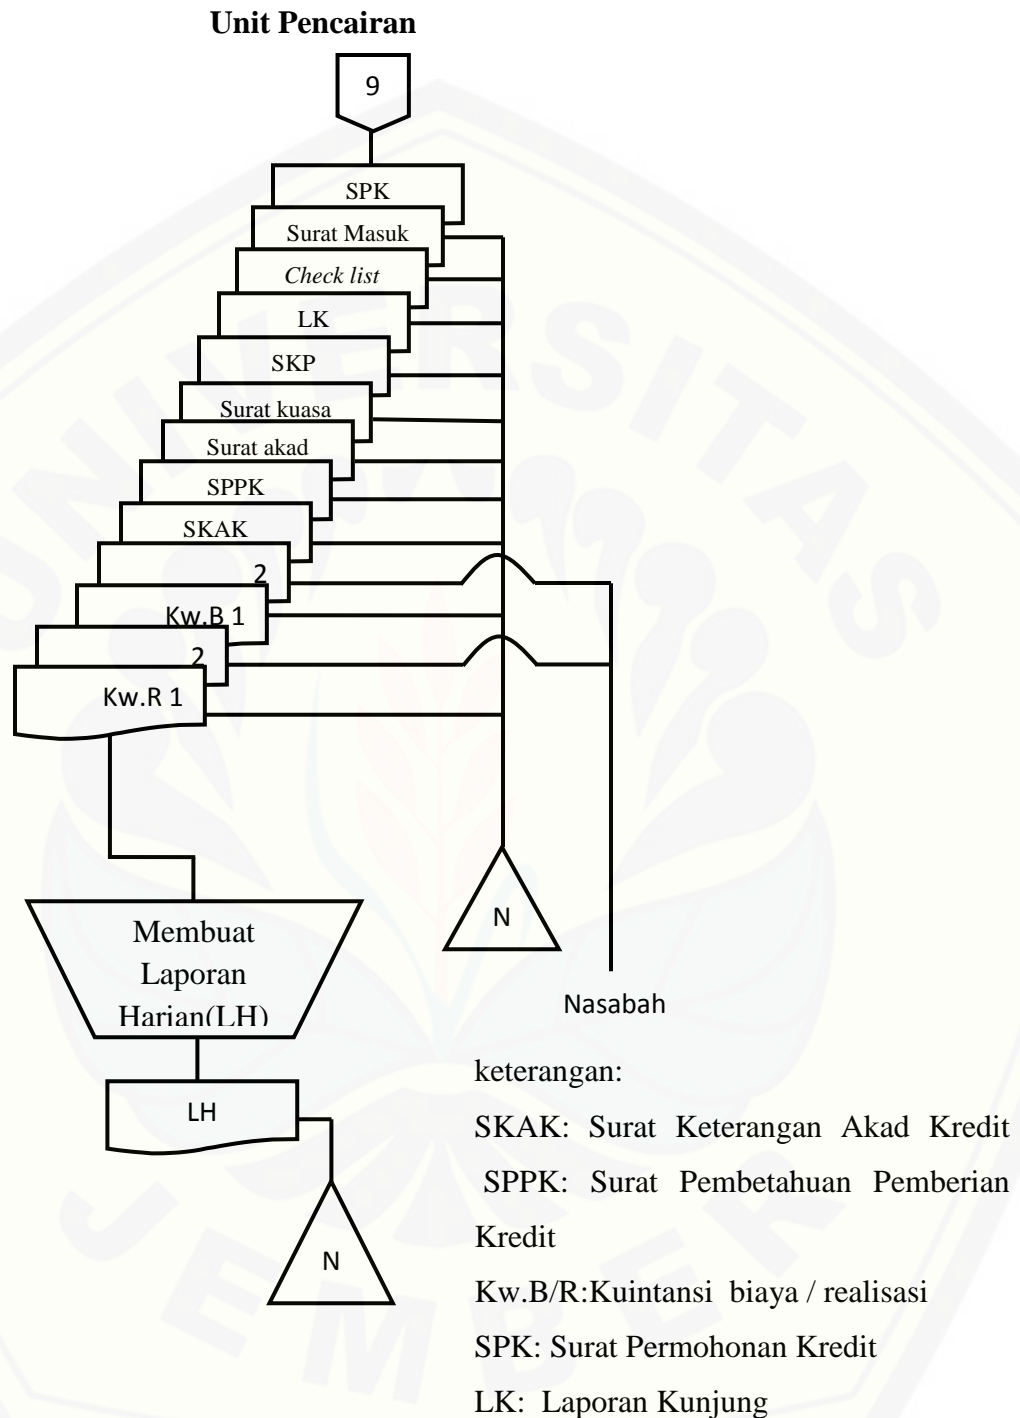 Unit Pencairan
9
SPK
Surat Masuk
Check list
LK
SKP
Surat kuasa
Surat akad
SPPK
SKAK
2
Kw.B 1
2
Kw.R 1
Membuat
Laporan
Harian(LH)
N
Nasabah
LH
N
keterangan:
SKAK: Surat Keterangan Akad Kredit
SPPK: Surat Pembetahuan Pemberian
Kredit
Kw.B/R:Kuintansi biaya / realisasi
SPK: Surat Permohonan Kredit
LK: Laporan Kunjung
UNIVERSITAS
JEMBER